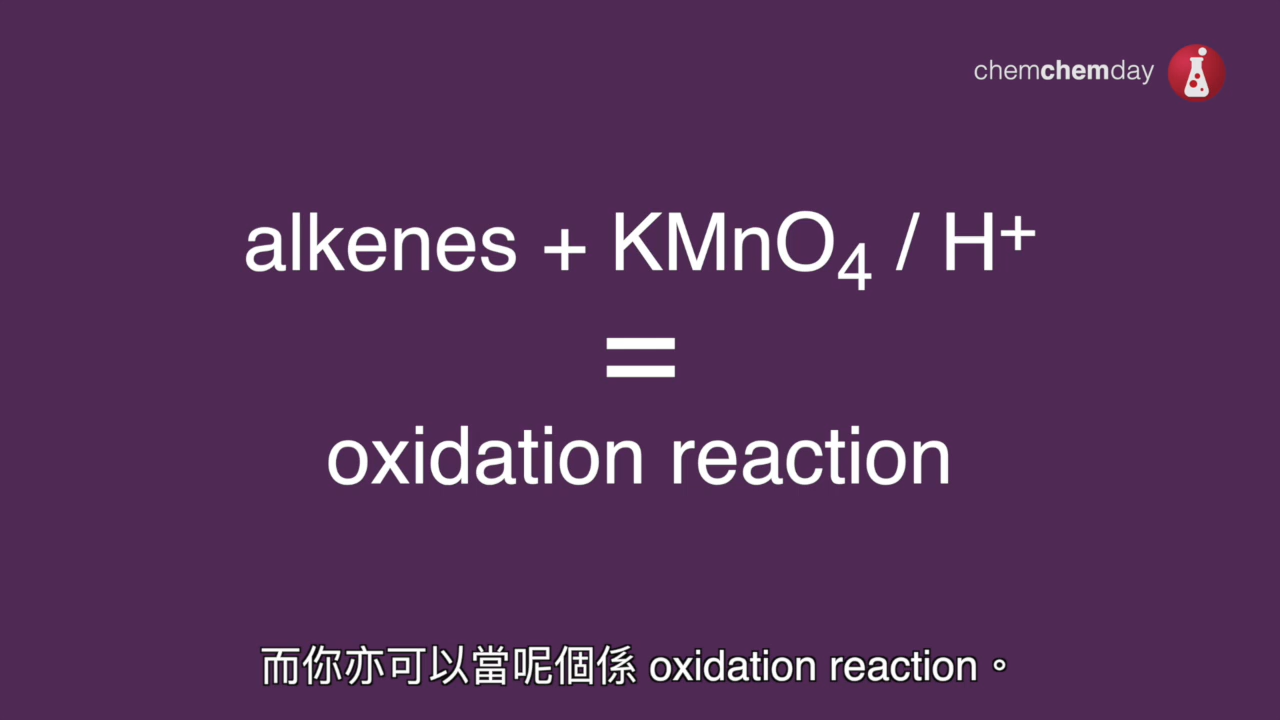 chemchemday
alkenes + KMnO₄ / H⁺
=
oxidation reaction
而你亦可以當呢個係 oxidation reaction。